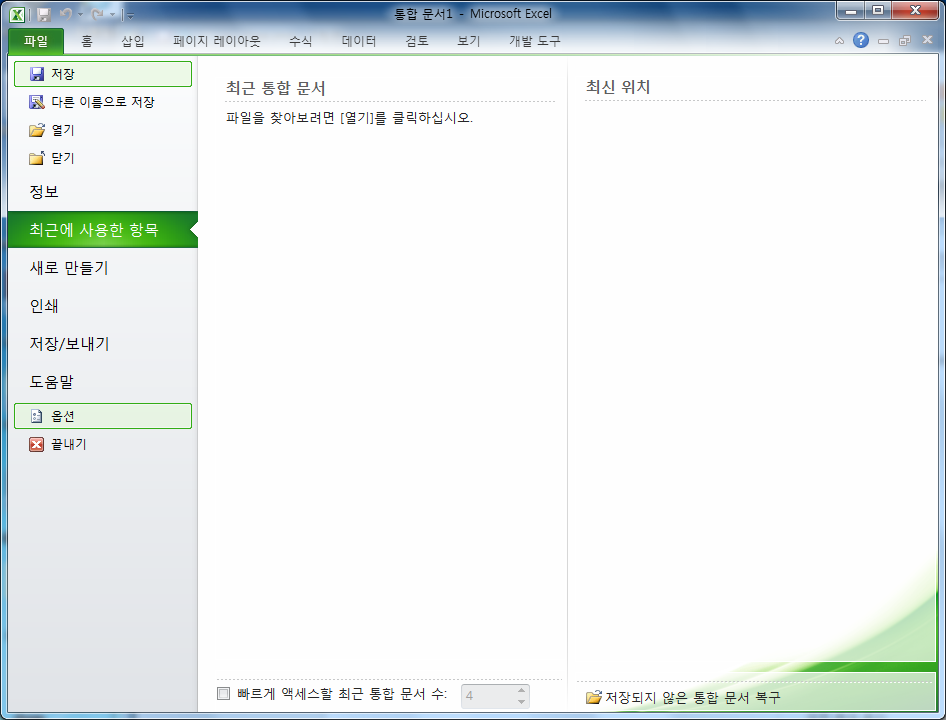 통합 문서1 - Microsoft Excel
파일 홈 삽입 페이지 레이아웃 수식 데이터 검토 보기 개발 도구
저장
다른 이름으로 저장
열기
닫기
정보
최근에 사용한 항목
새로 만들기
인쇄
저장/보내기
도움말
옵션
끝내기
최근 통합 문서
파일을 찾아보려면 [열기]를 클릭하십시오.
빠르게 액세스할 최근 통합 문서 수: 4
최신 위치
저장되지 않은 통합 문서 복구